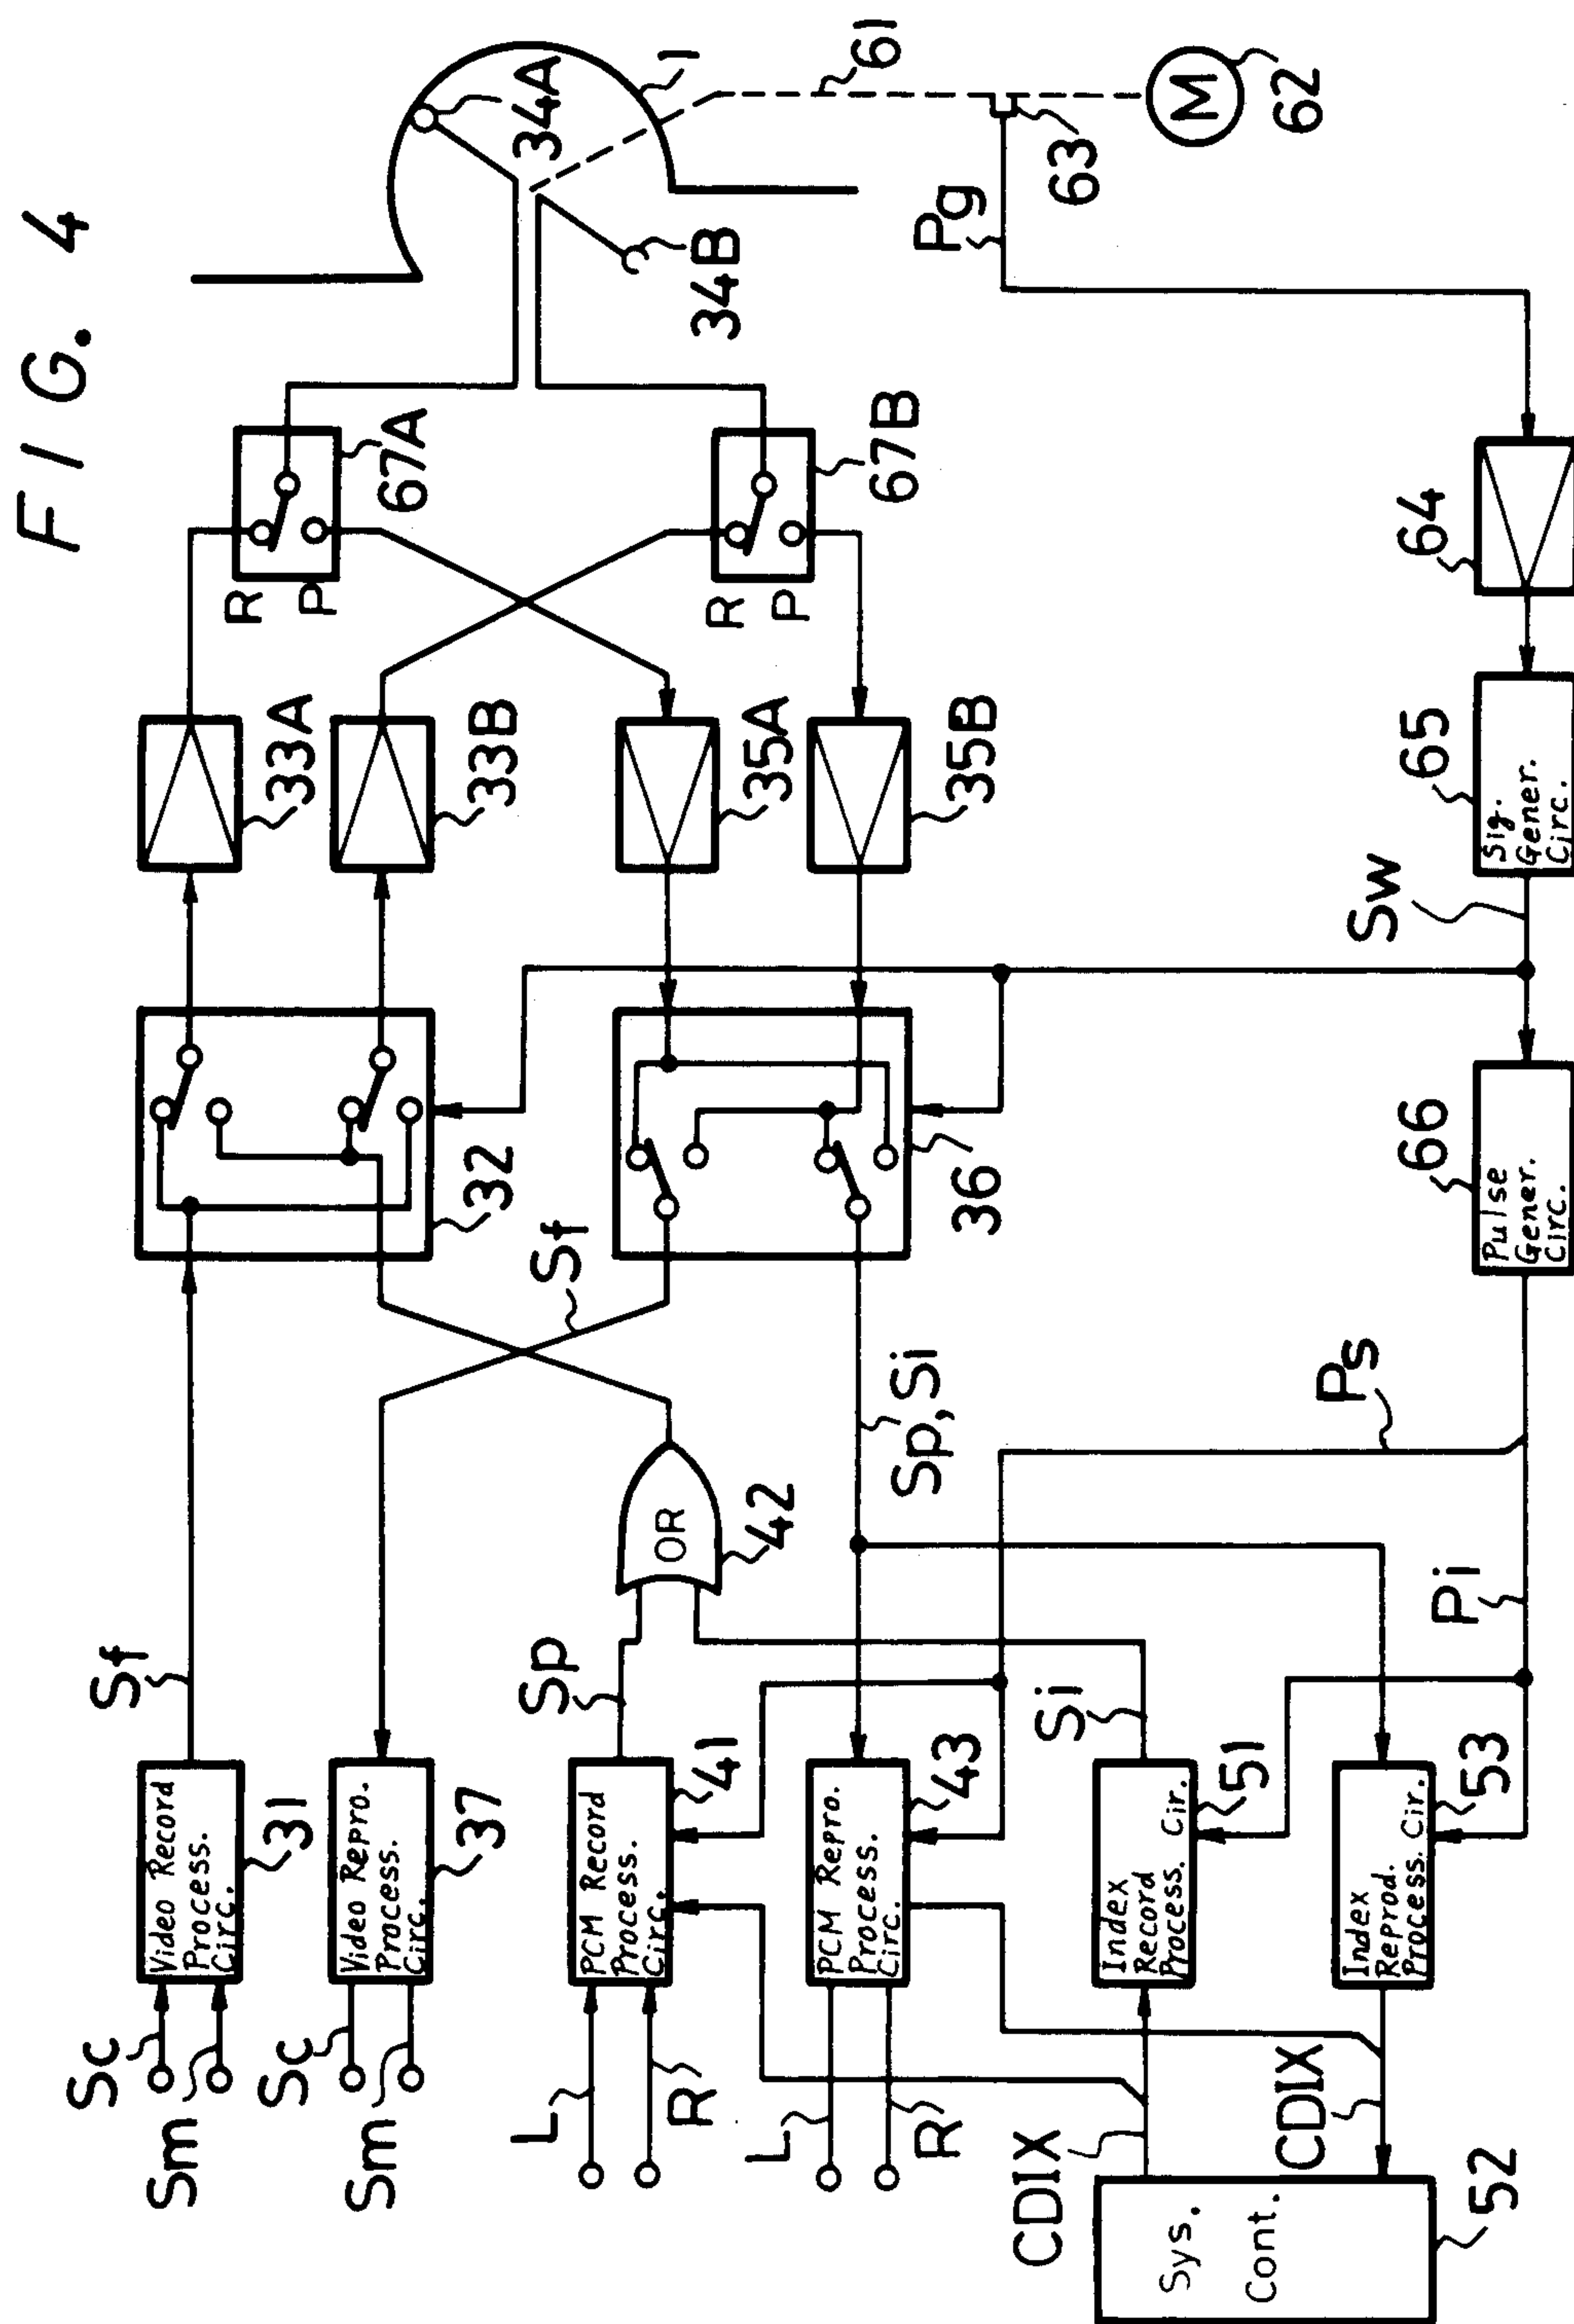 FIG. 4
Sc
Sm
Video Record
Process.
Circ.
31
Sf
32
33A
R
P
67A
34A
1
Sc
Sm
Video Repro.
Process.
Circ.
37
Sf
33B
34B
61
L
R
PCM Record
Process.
Circ.
41
Sp
OR
42
36
35A
R
P
67B
63
M
62
L
R
PCM Repro.
Process.
Circ.
43
Sp, Si
35B
Pg
CDIX
Index
Record
Process. Cir.
51
Si
Ps
Sw
Sys.
Cont.
52
CDIX
Index
Reprod.
Process. Cir.
53
Pi
Pulse
Gener.
Circ.
66
Sig.
Gener.
Circ.
65
64